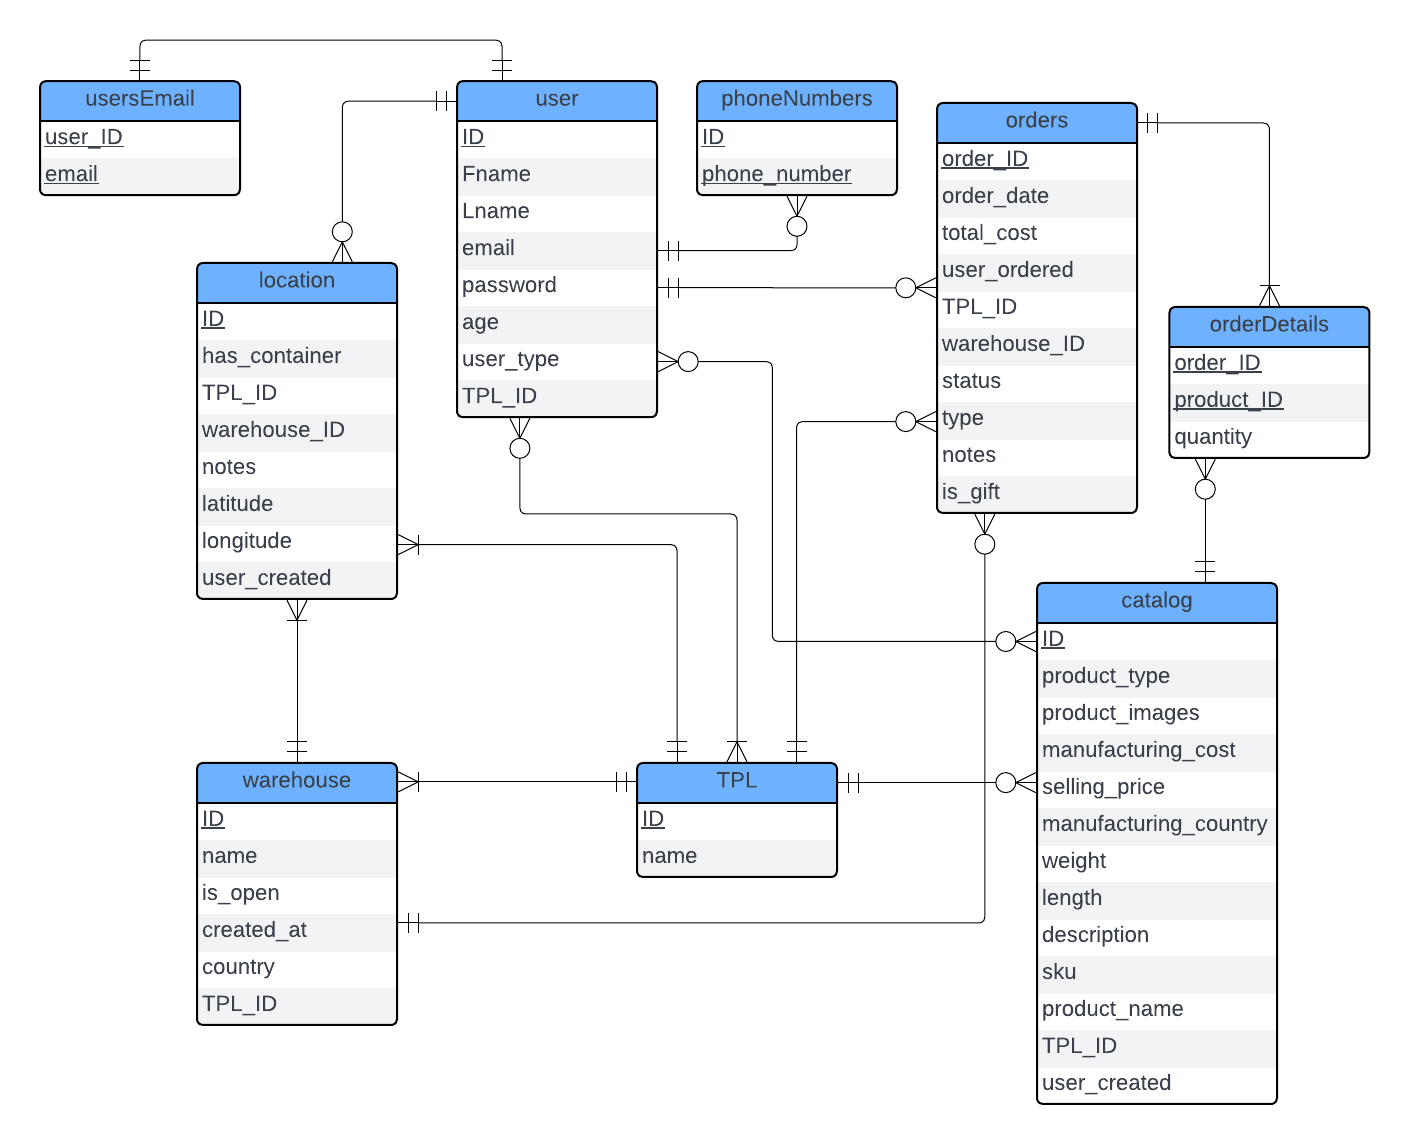 usersEmail
user_ID
email
user
ID
Fname
Lname
email
password
age
user_type
TPL_ID
phoneNumbers
ID
phone_number
orders
order_ID
order_date
total_cost
user_ordered
TPL_ID
warehouse_ID
status
type
notes
is_gift
orderDetails
order_ID
product_ID
quantity
location
ID
has_container
TPL_ID
warehouse_ID
notes
latitude
longitude
user_created
warehouse
ID
name
is_open
created_at
country
TPL_ID
TPL
ID
name
catalog
ID
product_type
product_images
manufacturing_cost
selling_price
manufacturing_country
weight
length
description
sku
product_name
TPL_ID
user_created